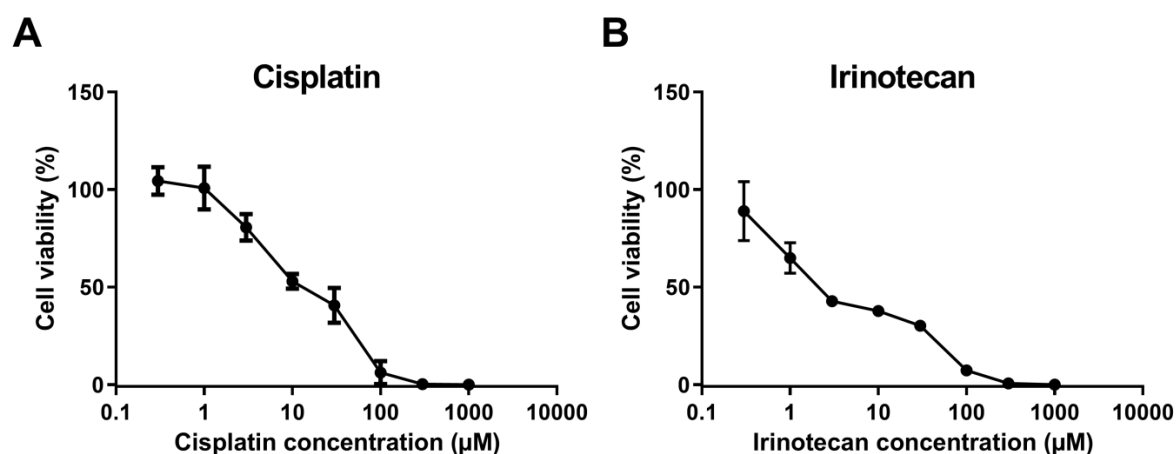 A
Cisplatin
150
100
50
0
Cell viability (%)
0.1 1 10 100 1000 10000
Cisplatin concentration (µM)
B
Irinotecan
150
100
50
0
Cell viability (%)
0.1 1 10 100 1000 10000
Irinotecan concentration (µM)